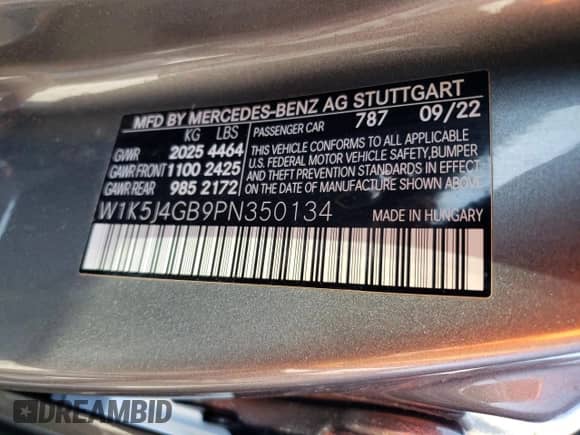 MFD BY MERCEDES-BENZ AG STUTTGART
KG LBS PASSENGER CAR 787 09/22
GVWR 2025 4464
GAWR FRONT 1100 2425
GAWR REAR 985 2172
THIS VEHICLE CONFORMS TO ALL APPLICABLE
U.S. FEDERAL MOTOR VEHICLE SAFETY, BUMPER
AND THEFT PREVENTION STANDARDS IN EFFECT
ON THE DATE OF MANUFACTURE SHOWN ABOVE.
W1K5J4GB9PN350134 MADE IN HUNGARY
DREAMBID